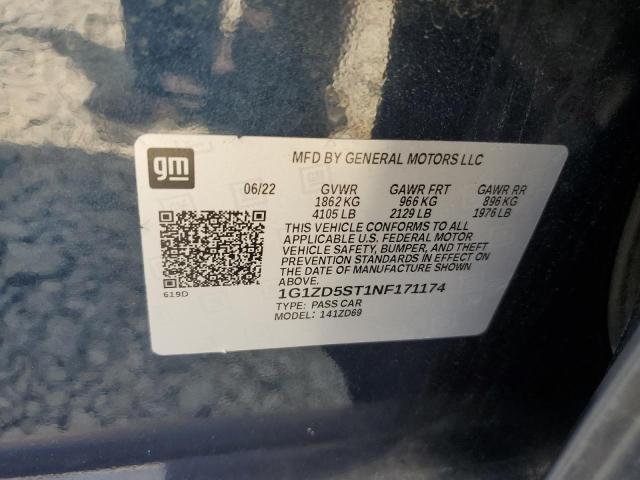 gm
MFD BY GENERAL MOTORS LLC
06/22 GVWR GAWR FRT GAWR RR
1862 KG 966 KG 896 KG
4105 LB 2129 LB 1976 LB
THIS VEHICLE CONFORMS TO ALL
APPLICABLE U.S. FEDERAL MOTOR
VEHICLE SAFETY, BUMPER, AND THEFT
PREVENTION STANDARDS IN EFFECT ON
THE DATE OF MANUFACTURE SHOWN
ABOVE.
619D
1G1ZD5ST1NF171174
TYPE: PASS CAR
MODEL: 141ZD69